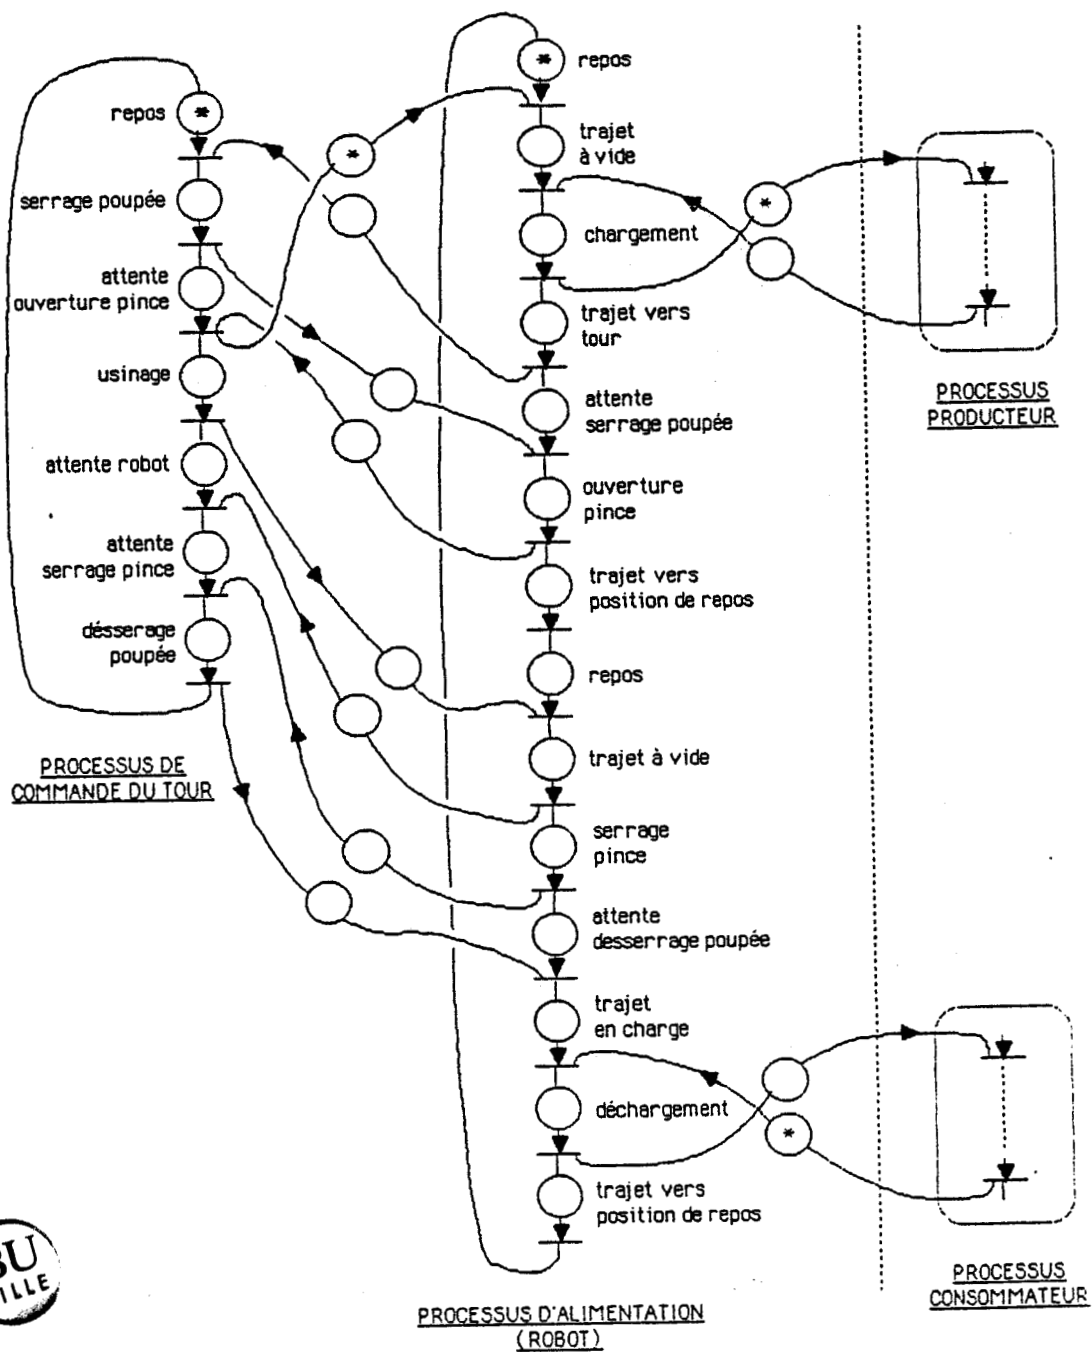 repos
serrage poupée
attente
ouverture pince
usinage
attente robot
attente
serrage pince
désserage
poupée
PROCESSUS DE
COMMANDE DU TOUR
repos
trajet
à vide
chargement
trajet vers
tour
attente
serrage poupée
ouverture
pince
trajet vers
position de repos
repos
trajet à vide
serrage
pince
attente
desserrage poupée
trajet
en charge
déchargement
trajet vers
position de repos
PROCESSUS D'ALIMENTATION
(ROBOT)
PROCESSUS
PRODUCTEUR
PROCESSUS
CONSOMMATEUR